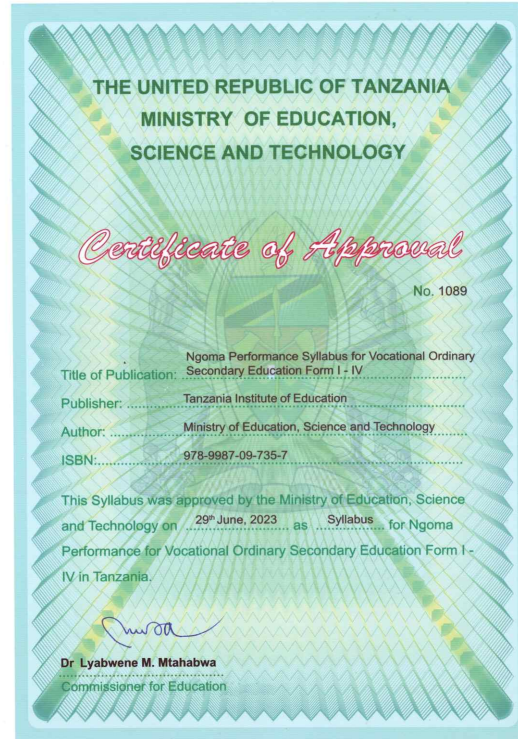 THE UNITED REPUBLIC OF TANZANIA
MINISTRY OF EDUCATION,
SCIENCE AND TECHNOLOGY
Certificate of Approval
No. 1089
Title of Publication: Ngoma Performance Syllabus for Vocational Ordinary
Secondary Education Form I - IV
Publisher: Tanzania Institute of Education
Author: Ministry of Education, Science and Technology
ISBN: 978-9987-09-735-7
This Syllabus was approved by the Ministry of Education, Science
and Technology on 29th June, 2023 as Syllabus for Ngoma
Performance for Vocational Ordinary Secondary Education Form I -
IV in Tanzania.
Dr Lyabwene M. Mtahabwa
Commissioner for Education